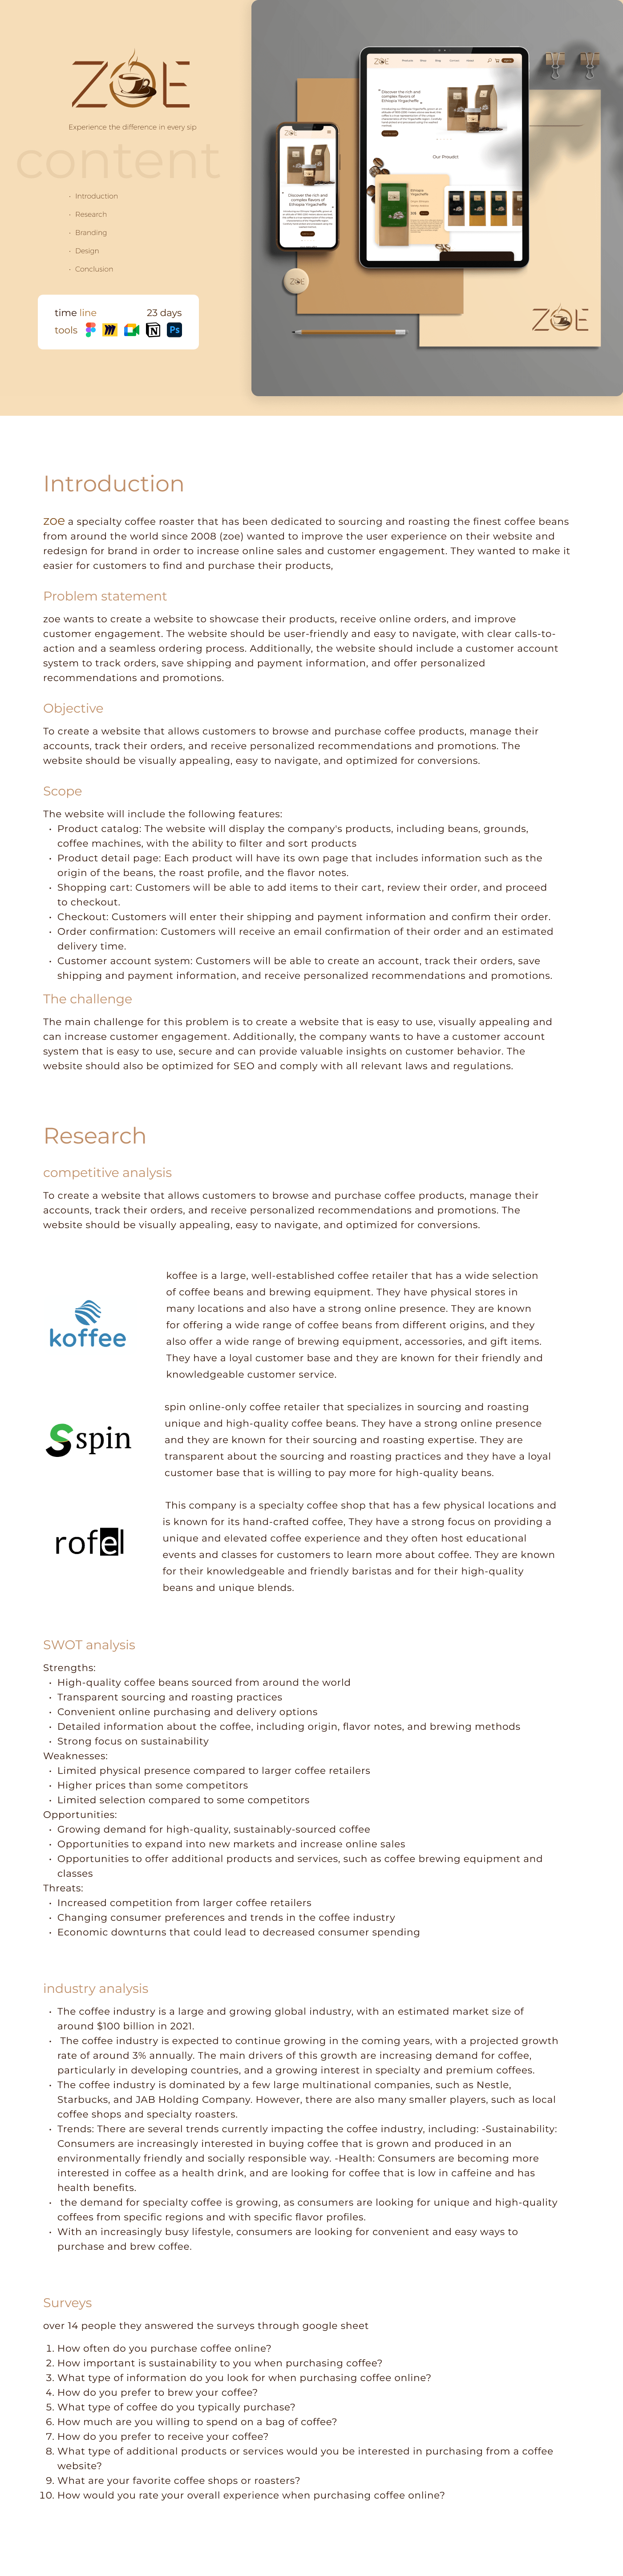 ZOE
Experience the difference in every sip
content
• Introduction
• Research
• Branding
• Design
• Conclusion
time line 23 days
tools
Ps
ZOE
Discover the rich and
complex flavors of
Ethiopia Yirgacheffe
Our Proudct
ZOE
Discover the rich and
complex flavors of
Ethiopia Yirgacheffe
ZOE
ZOE
Introduction
zoe a specialty coffee roaster that has been dedicated to sourcing and roasting the finest coffee beans
from around the world since 2008 (zoe) wanted to improve the user experience on their website and
redesign for brand in order to increase online sales and customer engagement. They wanted to make it
easier for customers to find and purchase their products,
Problem statement
zoe wants to create a website to showcase their products, receive online orders, and improve
customer engagement. The website should be user-friendly and easy to navigate, with clear calls-to-
action and a seamless ordering process. Additionally, the website should include a customer account
system to track orders, save shipping and payment information, and offer personalized
recommendations and promotions.
Objective
To create a website that allows customers to browse and purchase coffee products, manage their
accounts, track their orders, and receive personalized recommendations and promotions. The
website should be visually appealing, easy to navigate, and optimized for conversions.
Scope
The website will include the following features:
• Product catalog: The website will display the company's products, including beans, grounds,
coffee machines, with the ability to filter and sort products
• Product detail page: Each product will have its own page that includes information such as the
origin of the beans, the roast profile, and the flavor notes.
• Shopping cart: Customers will be able to add items to their cart, review their order, and proceed
to checkout.
• Checkout: Customers will enter their shipping and payment information and confirm their order.
• Order confirmation: Customers will receive an email confirmation of their order and an estimated
delivery time.
• Customer account system: Customers will be able to create an account, track their orders, save
shipping and payment information, and receive personalized recommendations and promotions.
The challenge
The main challenge for this problem is to create a website that is easy to use, visually appealing and
can increase customer engagement. Additionally, the company wants to have a customer account
system that is easy to use, secure and can provide valuable insights on customer behavior. The
website should also be optimized for SEO and comply with all relevant laws and regulations.
Research
competitive analysis
To create a website that allows customers to browse and purchase coffee products, manage their
accounts, track their orders, and receive personalized recommendations and promotions. The
website should be visually appealing, easy to navigate, and optimized for conversions.
koffee
koffee is a large, well-established coffee retailer that has a wide selection
of coffee beans and brewing equipment. They have physical stores in
many locations and also have a strong online presence. They are known
for offering a wide range of coffee beans from different origins, and they
also offer a wide range of brewing equipment, accessories, and gift items.
They have a loyal customer base and they are known for their friendly and
knowledgeable customer service.
spin
spin online-only coffee retailer that specializes in sourcing and roasting
unique and high-quality coffee beans. They have a strong online presence
and they are known for their sourcing and roasting expertise. They are
transparent about the sourcing and roasting practices and they have a loyal
customer base that is willing to pay more for high-quality beans.
rofel
This company is a specialty coffee shop that has a few physical locations and
is known for its hand-crafted coffee, They have a strong focus on providing a
unique and elevated coffee experience and they often host educational
events and classes for customers to learn more about coffee. They are known
for their knowledgeable and friendly baristas and for their high-quality
beans and unique blends.
SWOT analysis
Strengths:
• High-quality coffee beans sourced from around the world
• Transparent sourcing and roasting practices
• Convenient online purchasing and delivery options
• Detailed information about the coffee, including origin, flavor notes, and brewing methods
• Strong focus on sustainability
Weaknesses:
• Limited physical presence compared to larger coffee retailers
• Higher prices than some competitors
• Limited selection compared to some competitors
Opportunities:
• Growing demand for high-quality, sustainably-sourced coffee
• Opportunities to expand into new markets and increase online sales
• Opportunities to offer additional products and services, such as coffee brewing equipment and
classes
Threats:
• Increased competition from larger coffee retailers
• Changing consumer preferences and trends in the coffee industry
• Economic downturns that could lead to decreased consumer spending
industry analysis
• The coffee industry is a large and growing global industry, with an estimated market size of
around $100 billion in 2021.
• The coffee industry is expected to continue growing in the coming years, with a projected growth
rate of around 3% annually. The main drivers of this growth are increasing demand for coffee,
particularly in developing countries, and a growing interest in specialty and premium coffees.
• The coffee industry is dominated by a few large multinational companies, such as Nestle,
Starbucks, and JAB Holding Company. However, there are also many smaller players, such as local
coffee shops and specialty roasters.
• Trends: There are several trends currently impacting the coffee industry, including: -Sustainability:
Consumers are increasingly interested in buying coffee that is grown and produced in an
environmentally friendly and socially responsible way. -Health: Consumers are becoming more
interested in coffee as a health drink, and are looking for coffee that is low in caffeine and has
health benefits.
• the demand for specialty coffee is growing, as consumers are looking for unique and high-quality
coffees from specific regions and with specific flavor profiles.
• With an increasingly busy lifestyle, consumers are looking for convenient and easy ways to
purchase and brew coffee.
Surveys
over 14 people they answered the surveys through google sheet
1. How often do you purchase coffee online?
2. How important is sustainability to you when purchasing coffee?
3. What type of information do you look for when purchasing coffee online?
4. How do you prefer to brew your coffee?
5. What type of coffee do you typically purchase?
6. How much are you willing to spend on a bag of coffee?
7. How do you prefer to receive your coffee?
8. What type of additional products or services would you be interested in purchasing from a coffee
website?
9. What are your favorite coffee shops or roasters?
10. How would you rate your overall experience when purchasing coffee online?